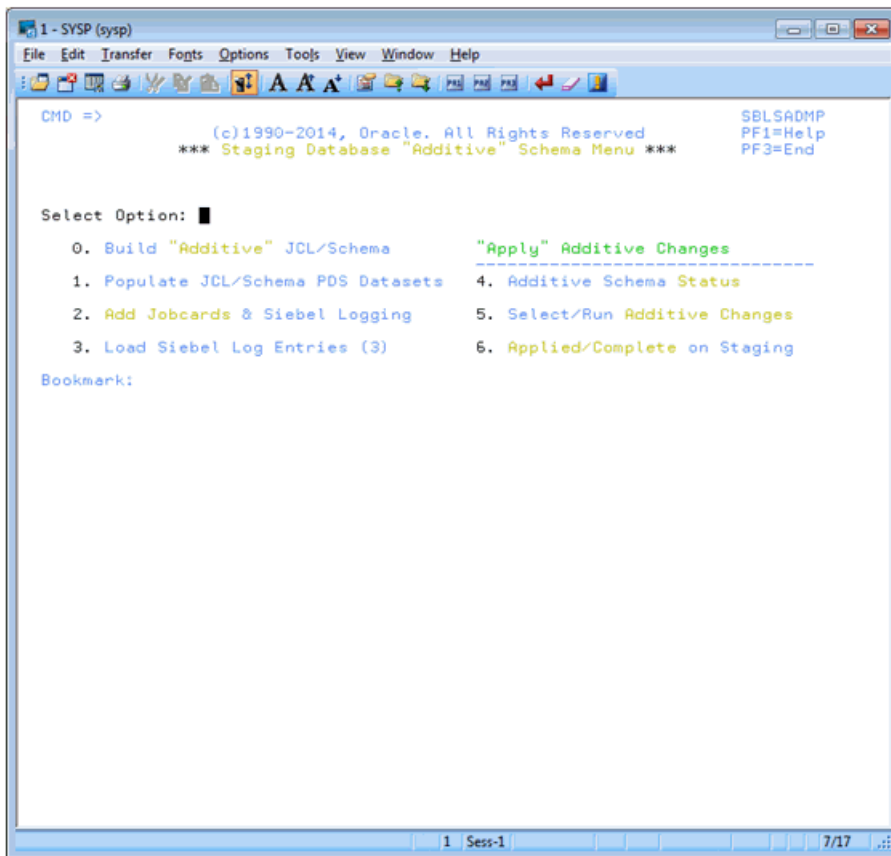 1 - SYSP (sysp)
File Edit Transfer Fonts Options Tools View Window Help
A A A
PA1 PA2 PA3
CMD => SBLSADMP
(c)1990-2014, Oracle. All Rights Reserved PF1=Help
*** Staging Database "Additive" Schema Menu *** PF3=End
Select Option:
0. Build "Additive" JCL/Schema "Apply" Additive Changes
1. Populate JCL/Schema PDS Datasets 4. Additive Schema Status
2. Add Jobcards & Siebel Logging 5. Select/Run Additive Changes
3. Load Siebel Log Entries (3) 6. Applied/Complete on Staging
Bookmark:
1 Sess-1 7/17